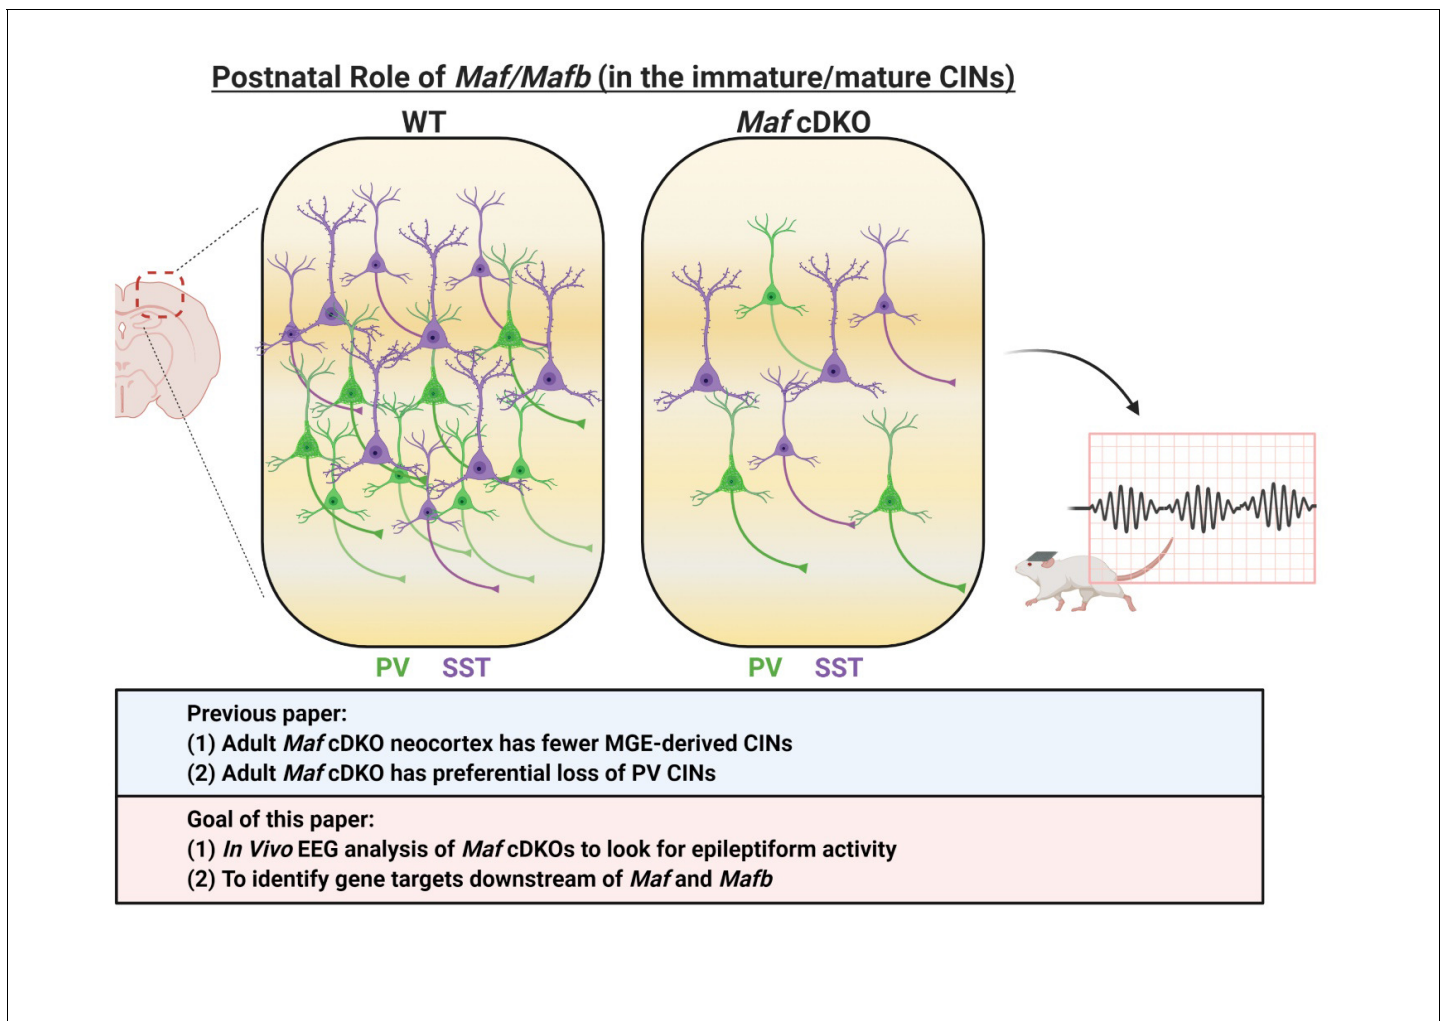 Postnatal Role of Maf/Mafb (in the immature/mature CINs)
WT
Maf cDKO
PV SST
PV SST
Previous paper:
(1) Adult Maf cDKO neocortex has fewer MGE-derived CINs
(2) Adult Maf cDKO has preferential loss of PV CINs
Goal of this paper:
(1) In Vivo EEG analysis of Maf cDKOs to look for epileptiform activity
(2) To identify gene targets downstream of Maf and Mafb